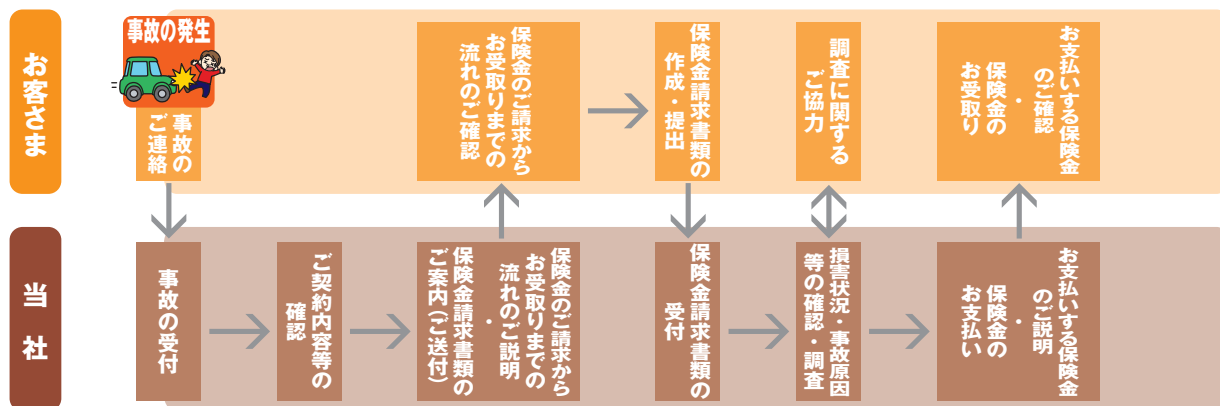 お客さま
事故の発生
事故の
ご連絡
保険金のご請求から
お受取りまでの
流れのご確認
保険金請求書類の
作成・提出
調査に関する
ご協力
お支払いする保険金
のご確認
・
保険金の
お受取り
当社
事故の受付
ご契約内容等の
確認
保険金のご請求から
お受取りまでの
流れのご説明
・
保険金請求書類の
ご案内(ご送付)
保険金請求書類の
受付
損害状況・事故原因
等の確認・調査
お支払いする保険金
のご説明
・
保険金の
お支払い